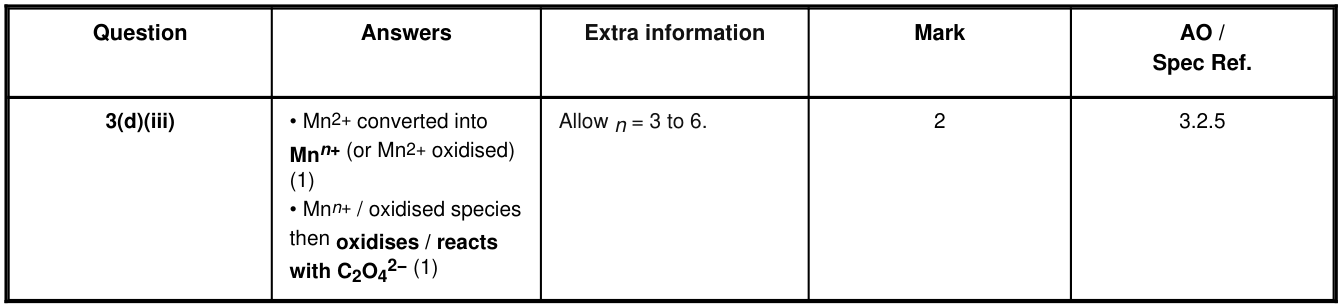 Question
Answers
Extra information
Mark
AO /
Spec Ref.
3(d)(iii)
• Mn2+ converted into
Mnⁿ⁺ (or Mn2+ oxidised)
(1)
• Mnn+ / oxidised species
then oxidises / reacts
with C₂O₄²⁻ (1)
Allow n = 3 to 6.
2
3.2.5